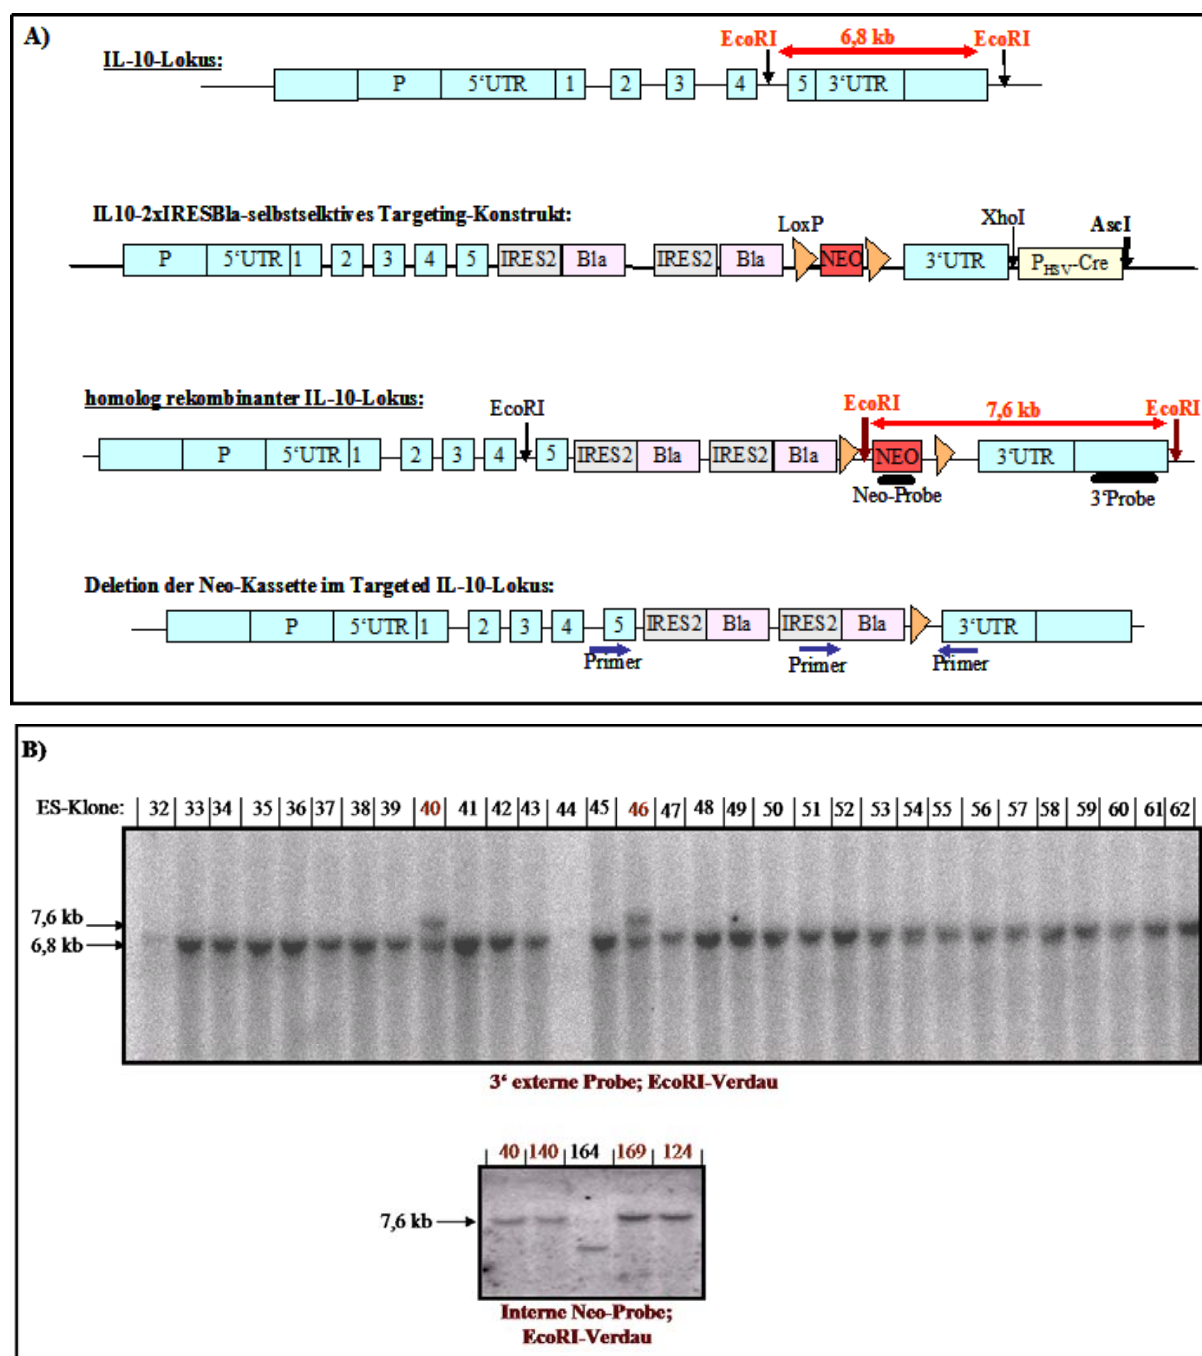 A)
EcoRI 6,8 kb EcoRI
IL-10-Lokus:
P 5‘UTR 1 2 3 4 5 3‘UTR
IL10-2xIRESBla-selbstselktives Targeting-Konstrukt:
LoxP XhoI AscI
P 5‘UTR 1 2 3 4 5 IRES2 Bla IRES2 Bla NEO 3‘UTR PHSV-Cre
homolog rekombinanter IL-10-Lokus:
EcoRI EcoRI 7,6 kb EcoRI
P 5‘UTR 1 2 3 4 5 IRES2 Bla IRES2 Bla NEO 3‘UTR
Neo-Probe 3‘Probe
Deletion der Neo-Kassette im Targeted IL-10-Lokus:
P 5‘UTR 1 2 3 4 5 IRES2 Bla IRES2 Bla 3‘UTR
Primer Primer Primer
B)
ES-Klone: 32 33 34 35 36 37 38 39 40 41 42 43 44 45 46 47 48 49 50 51 52 53 54 55 56 57 58 59 60 61 62
7,6 kb
6,8 kb
3‘ externe Probe; EcoRI-Verdau
40 140 164 169 124
7,6 kb
Interne Neo-Probe;
EcoRI-Verdau